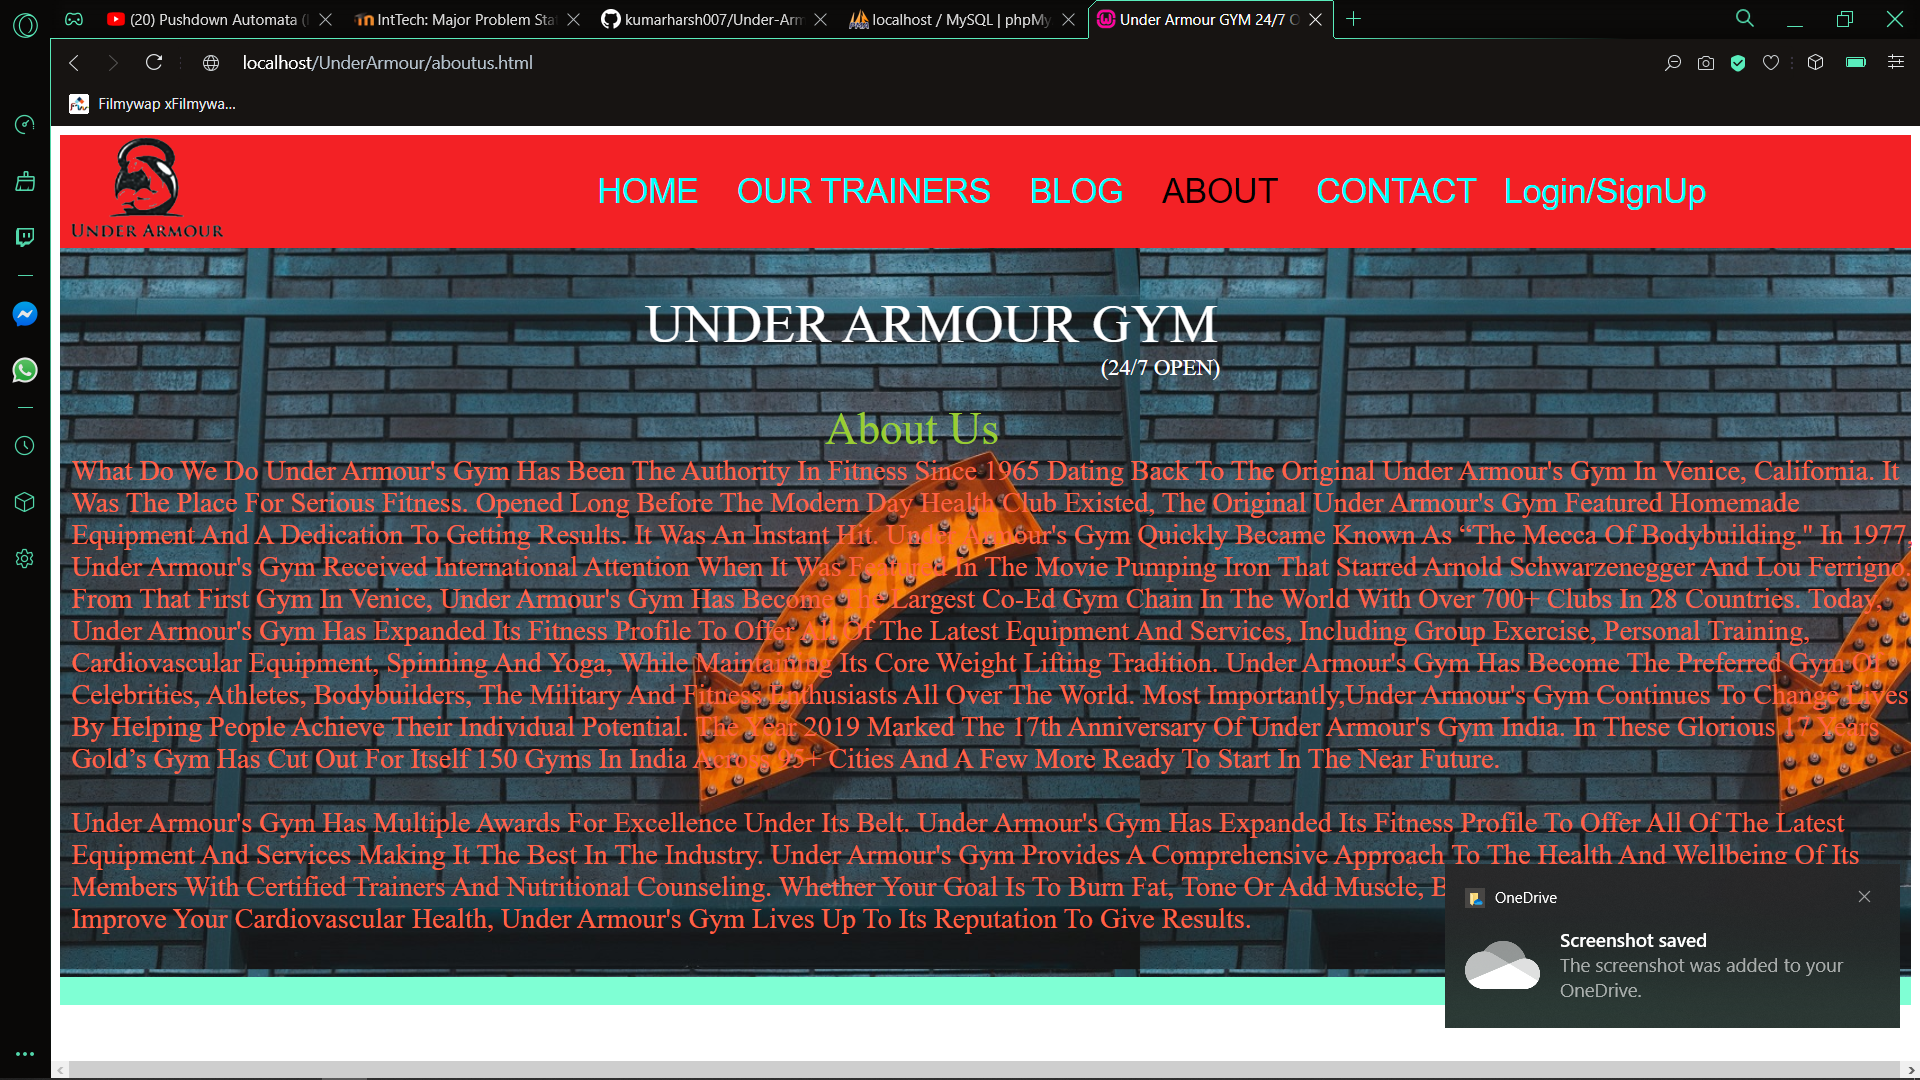 (20) Pushdown Automata (
IntTech: Major Problem Sta
kumarharsh007/Under-Arm
localhost / MySQL | phpMy
Under Armour GYM 24/7 O
localhost/UnderArmour/aboutus.html
Filmywap xFilmywa...
UNDER ARMOUR
HOME OUR TRAINERS BLOG ABOUT CONTACT Login/SignUp
UNDER ARMOUR GYM
(24/7 OPEN)
About Us
What Do We Do Under Armour's Gym Has Been The Authority In Fitness Since 1965 Dating Back To The Original Under Armour's Gym In Venice, California. It
Was The Place For Serious Fitness. Opened Long Before The Modern Day Health Club Existed, The Original Under Armour's Gym Featured Homemade
Equipment And A Dedication To Getting Results. It Was An Instant Hit. Under Armour's Gym Quickly Became Known As “The Mecca Of Bodybuilding." In 1977,
Under Armour's Gym Received International Attention When It Was Featured In The Movie Pumping Iron That Starred Arnold Schwarzenegger And Lou Ferrigno.
From That First Gym In Venice, Under Armour's Gym Has Become The Largest Co-Ed Gym Chain In The World With Over 700+ Clubs In 28 Countries. Today,
Under Armour's Gym Has Expanded Its Fitness Profile To Offer All Of The Latest Equipment And Services, Including Group Exercise, Personal Training,
Cardiovascular Equipment, Spinning And Yoga, While Maintaining Its Core Weight Lifting Tradition. Under Armour's Gym Has Become The Preferred Gym Of
Celebrities, Athletes, Bodybuilders, The Military And Fitness Enthusiasts All Over The World. Most Importantly,Under Armour's Gym Continues To Change Lives
By Helping People Achieve Their Individual Potential. The Year 2019 Marked The 17th Anniversary Of Under Armour's Gym India. In These Glorious 17 Years
Gold’s Gym Has Cut Out For Itself 150 Gyms In India Across 95+ Cities And A Few More Ready To Start In The Near Future.
Under Armour's Gym Has Multiple Awards For Excellence Under Its Belt. Under Armour's Gym Has Expanded Its Fitness Profile To Offer All Of The Latest
Equipment And Services Making It The Best In The Industry. Under Armour's Gym Provides A Comprehensive Approach To The Health And Wellbeing Of Its
Members With Certified Trainers And Nutritional Counseling. Whether Your Goal Is To Burn Fat, Tone Or Add Muscle, B
Improve Your Cardiovascular Health, Under Armour's Gym Lives Up To Its Reputation To Give Results.
OneDrive
Screenshot saved
The screenshot was added to your
OneDrive.